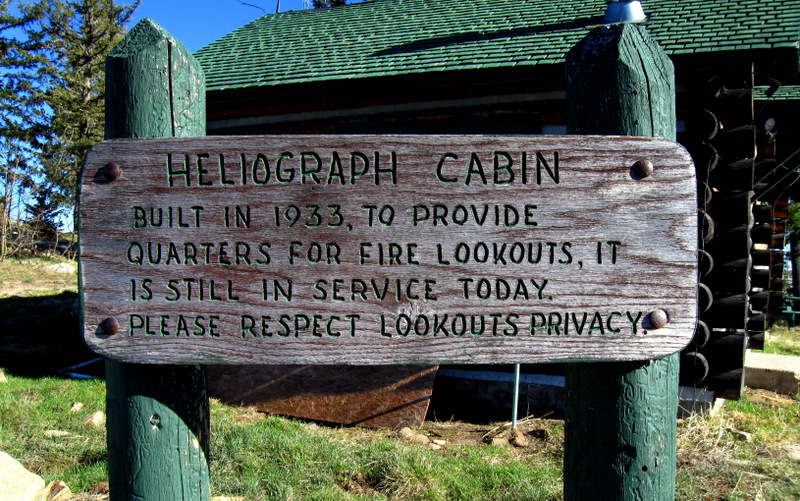 HELIOGRAPH CABIN
BUILT IN 1933, TO PROVIDE
QUARTERS FOR FIRE LOOKOUTS, IT
IS STILL IN SERVICE TODAY.
PLEASE RESPECT LOOKOUTS PRIVACY.